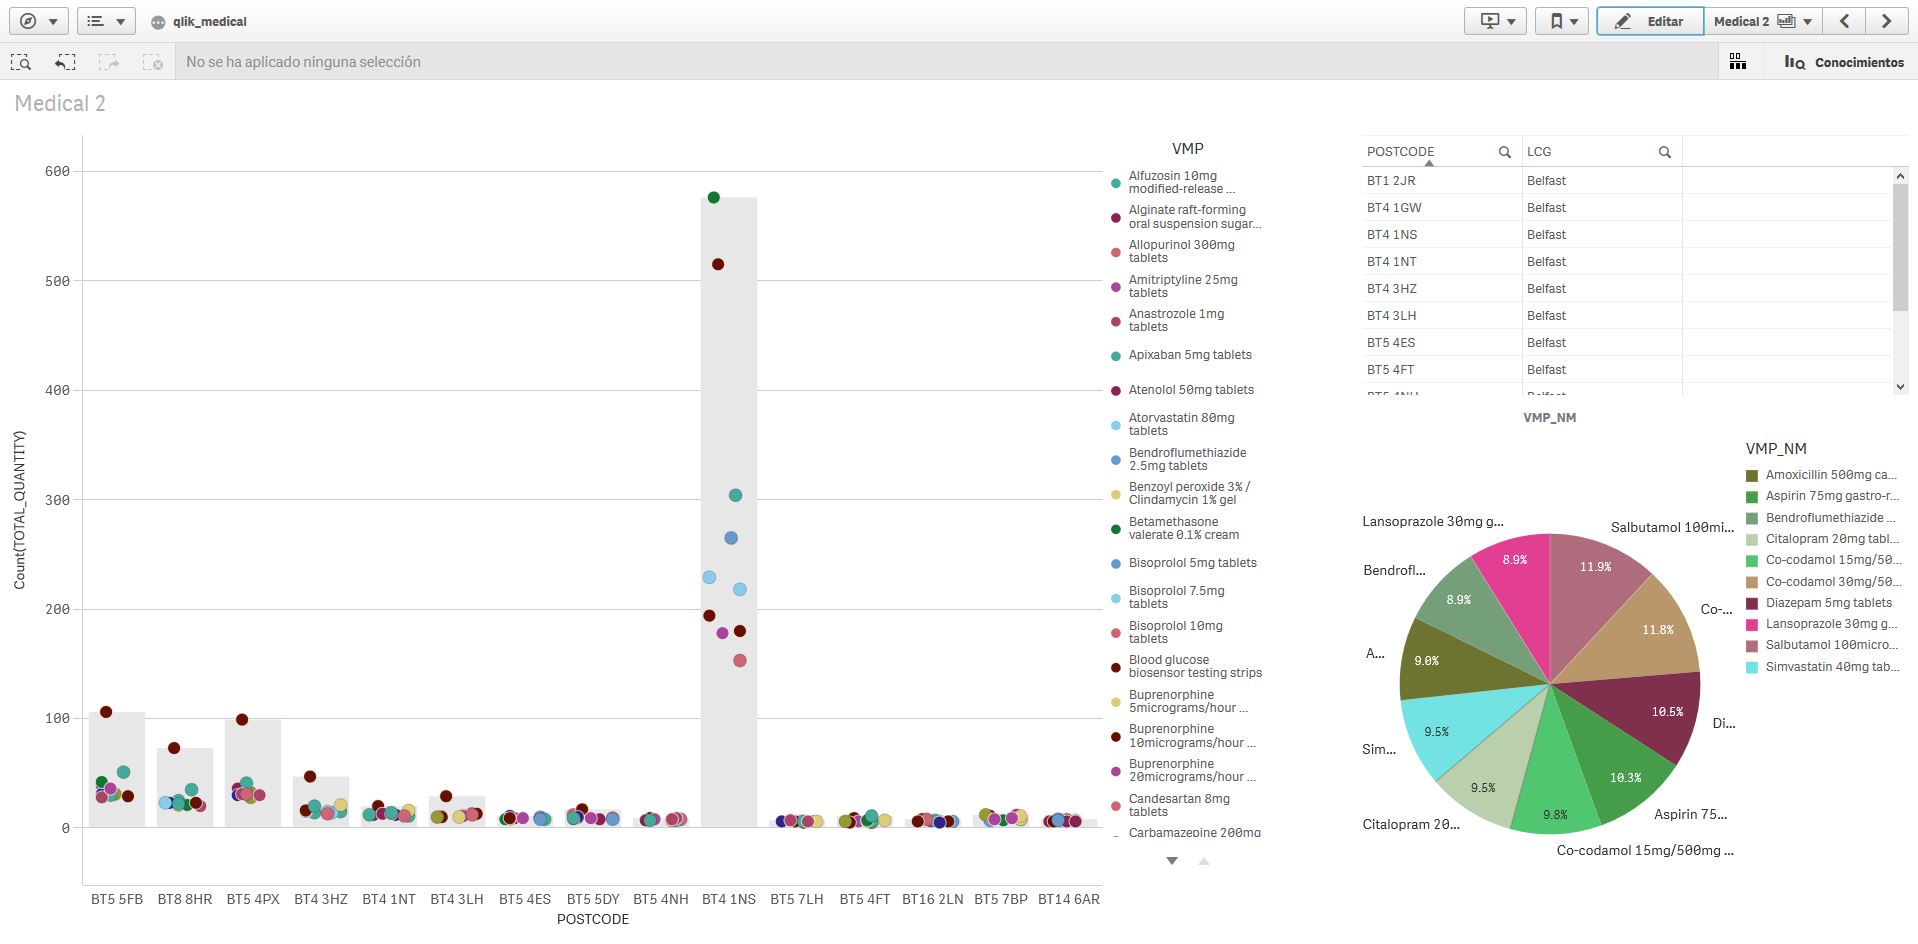 qlik_medical
Editar
Medical 2
No se ha aplicado ninguna selección
Conocimientos
Medical 2
Count(TOTAL_QUANTITY)
600
500
400
300
200
100
0
BT5 5FB
BT8 8HR
BT5 4PX
BT4 3HZ
BT4 1NT
BT4 3LH
BT5 4ES
BT5 5DY
BT5 4NH
BT4 1NS
BT5 7LH
BT5 4FT
BT16 2LN
BT5 7BP
BT14 6AR
POSTCODE
VMP
Alfuzosin 10mg
modified-release ...
Alginate raft-forming
oral suspension sugar...
Allopurinol 300mg
tablets
Amitriptyline 25mg
tablets
Anastrozole 1mg
tablets
Apixaban 5mg tablets
Atenolol 50mg tablets
Atorvastatin 80mg
tablets
Bendroflumethiazide
2.5mg tablets
Benzoyl peroxide 3% /
Clindamycin 1% gel
Betamethasone
valerate 0.1% cream
Bisoprolol 5mg tablets
Bisoprolol 7.5mg
tablets
Bisoprolol 10mg
tablets
Blood glucose
biosensor testing strips
Buprenorphine
5micrograms/hour ...
Buprenorphine
10micrograms/hour ...
Buprenorphine
20micrograms/hour ...
Candesartan 8mg
tablets
Carbamazepine 200mg
POSTCODE LCG
BT1 2JR Belfast
BT4 1GW Belfast
BT4 1NS Belfast
BT4 1NT Belfast
BT4 3HZ Belfast
BT4 3LH Belfast
BT5 4ES Belfast
BT5 4FT Belfast
BT5 4NH Belfast
VMP_NM
Lansoprazole 30mg g...
Salbutamol 100mi...
Bendrofl...
Co-...
A...
Di...
Sim...
Aspirin 75...
Citalopram 20...
Co-codamol 15mg/500mg ...
8.9%
11.9%
8.9%
11.8%
9.0%
10.5%
9.5%
10.3%
9.5%
9.8%
VMP_NM
Amoxicillin 500mg ca...
Aspirin 75mg gastro-r...
Bendroflumethiazide ...
Citalopram 20mg tabl...
Co-codamol 15mg/50...
Co-codamol 30mg/50...
Diazepam 5mg tablets
Lansoprazole 30mg g...
Salbutamol 100micro...
Simvastatin 40mg tab...